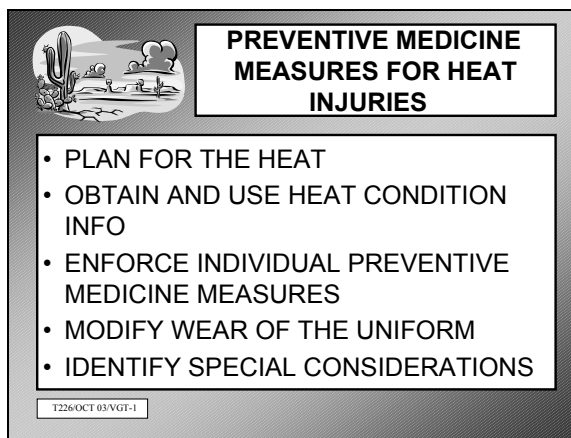 PREVENTIVE MEDICINE
MEASURES FOR HEAT
INJURIES
• PLAN FOR THE HEAT
• OBTAIN AND USE HEAT CONDITION
INFO
• ENFORCE INDIVIDUAL PREVENTIVE
MEDICINE MEASURES
• MODIFY WEAR OF THE UNIFORM
• IDENTIFY SPECIAL CONSIDERATIONS
T226/OCT 03/VGT-1